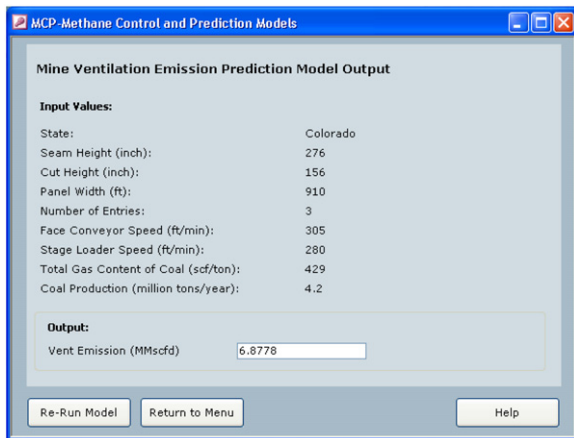 MCP-Methane Control and Prediction Models
Mine Ventilation Emission Prediction Model Output
Input Values:
State: Colorado
Seam Height (inch): 276
Cut Height (inch): 156
Panel Width (ft): 910
Number of Entries: 3
Face Conveyor Speed (ft/min): 305
Stage Loader Speed (ft/min): 280
Total Gas Content of Coal (scf/ton): 429
Coal Production (million tons/year): 4.2
Output:
Vent Emission (MMscfd) 6.8778
Re-Run Model Return to Menu Help